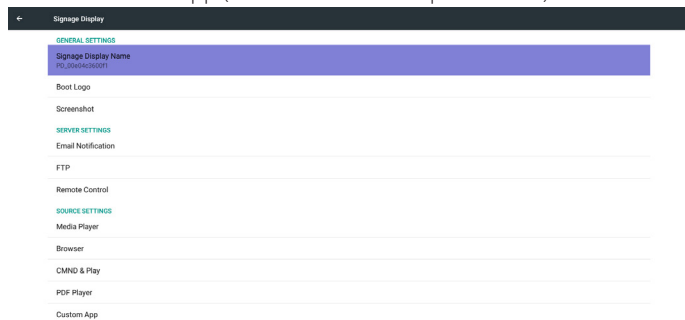 Signage Display
GENERAL SETTINGS
Signage Display Name
PD_00e04c3600f1
Boot Logo
Screenshot
SERVER SETTINGS
Email Notification
FTP
Remote Control
SOURCE SETTINGS
Media Player
Browser
CMND & Play
PDF Player
Custom App